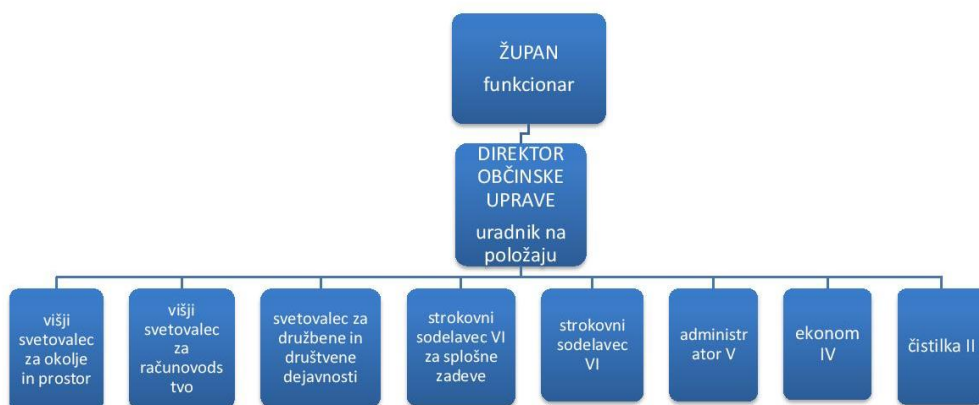 ŽUPAN
funkcionar
DIREKTOR
OBČINSKE
UPRAVE
uradnik na
položaju
višji
svetovalec
za okolje
in prostor
višji
svetovalec
za
računovods
tvo
svetovalec za
družbene in
društvene
dejavnosti
strokovni
sodelavec VI
za splošne
zadeve
strokovni
sodelavec
VI
administr
ator V
ekonom
IV
čistilka II